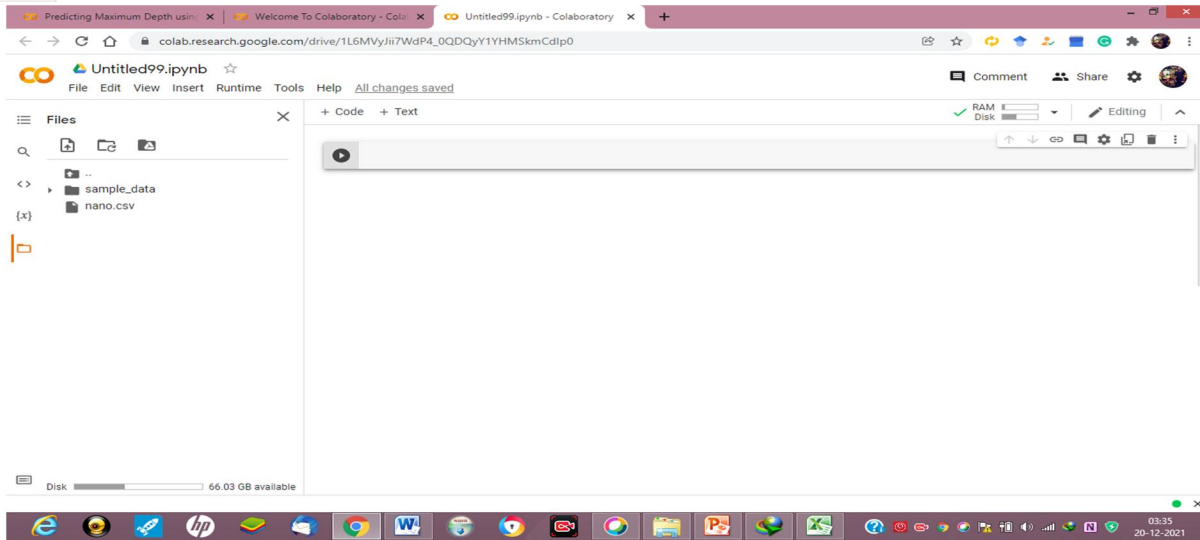 Predicting Maximum Depth using
Welcome To Colaboratory - Cola
Untitled99.ipynb - Colaboratory
colab.research.google.com/drive/1L6MVyJii7WdP4_0QDQyY1YHMSkmCdIp0
Untitled99.ipynb
Comment
Share
File Edit View Insert Runtime Tools Help All changes saved
Files
+ Code + Text
RAM
Disk
Editing
..
sample_data
nano.csv
{x}
Disk
66.03 GB available
03:35
20-12-2021